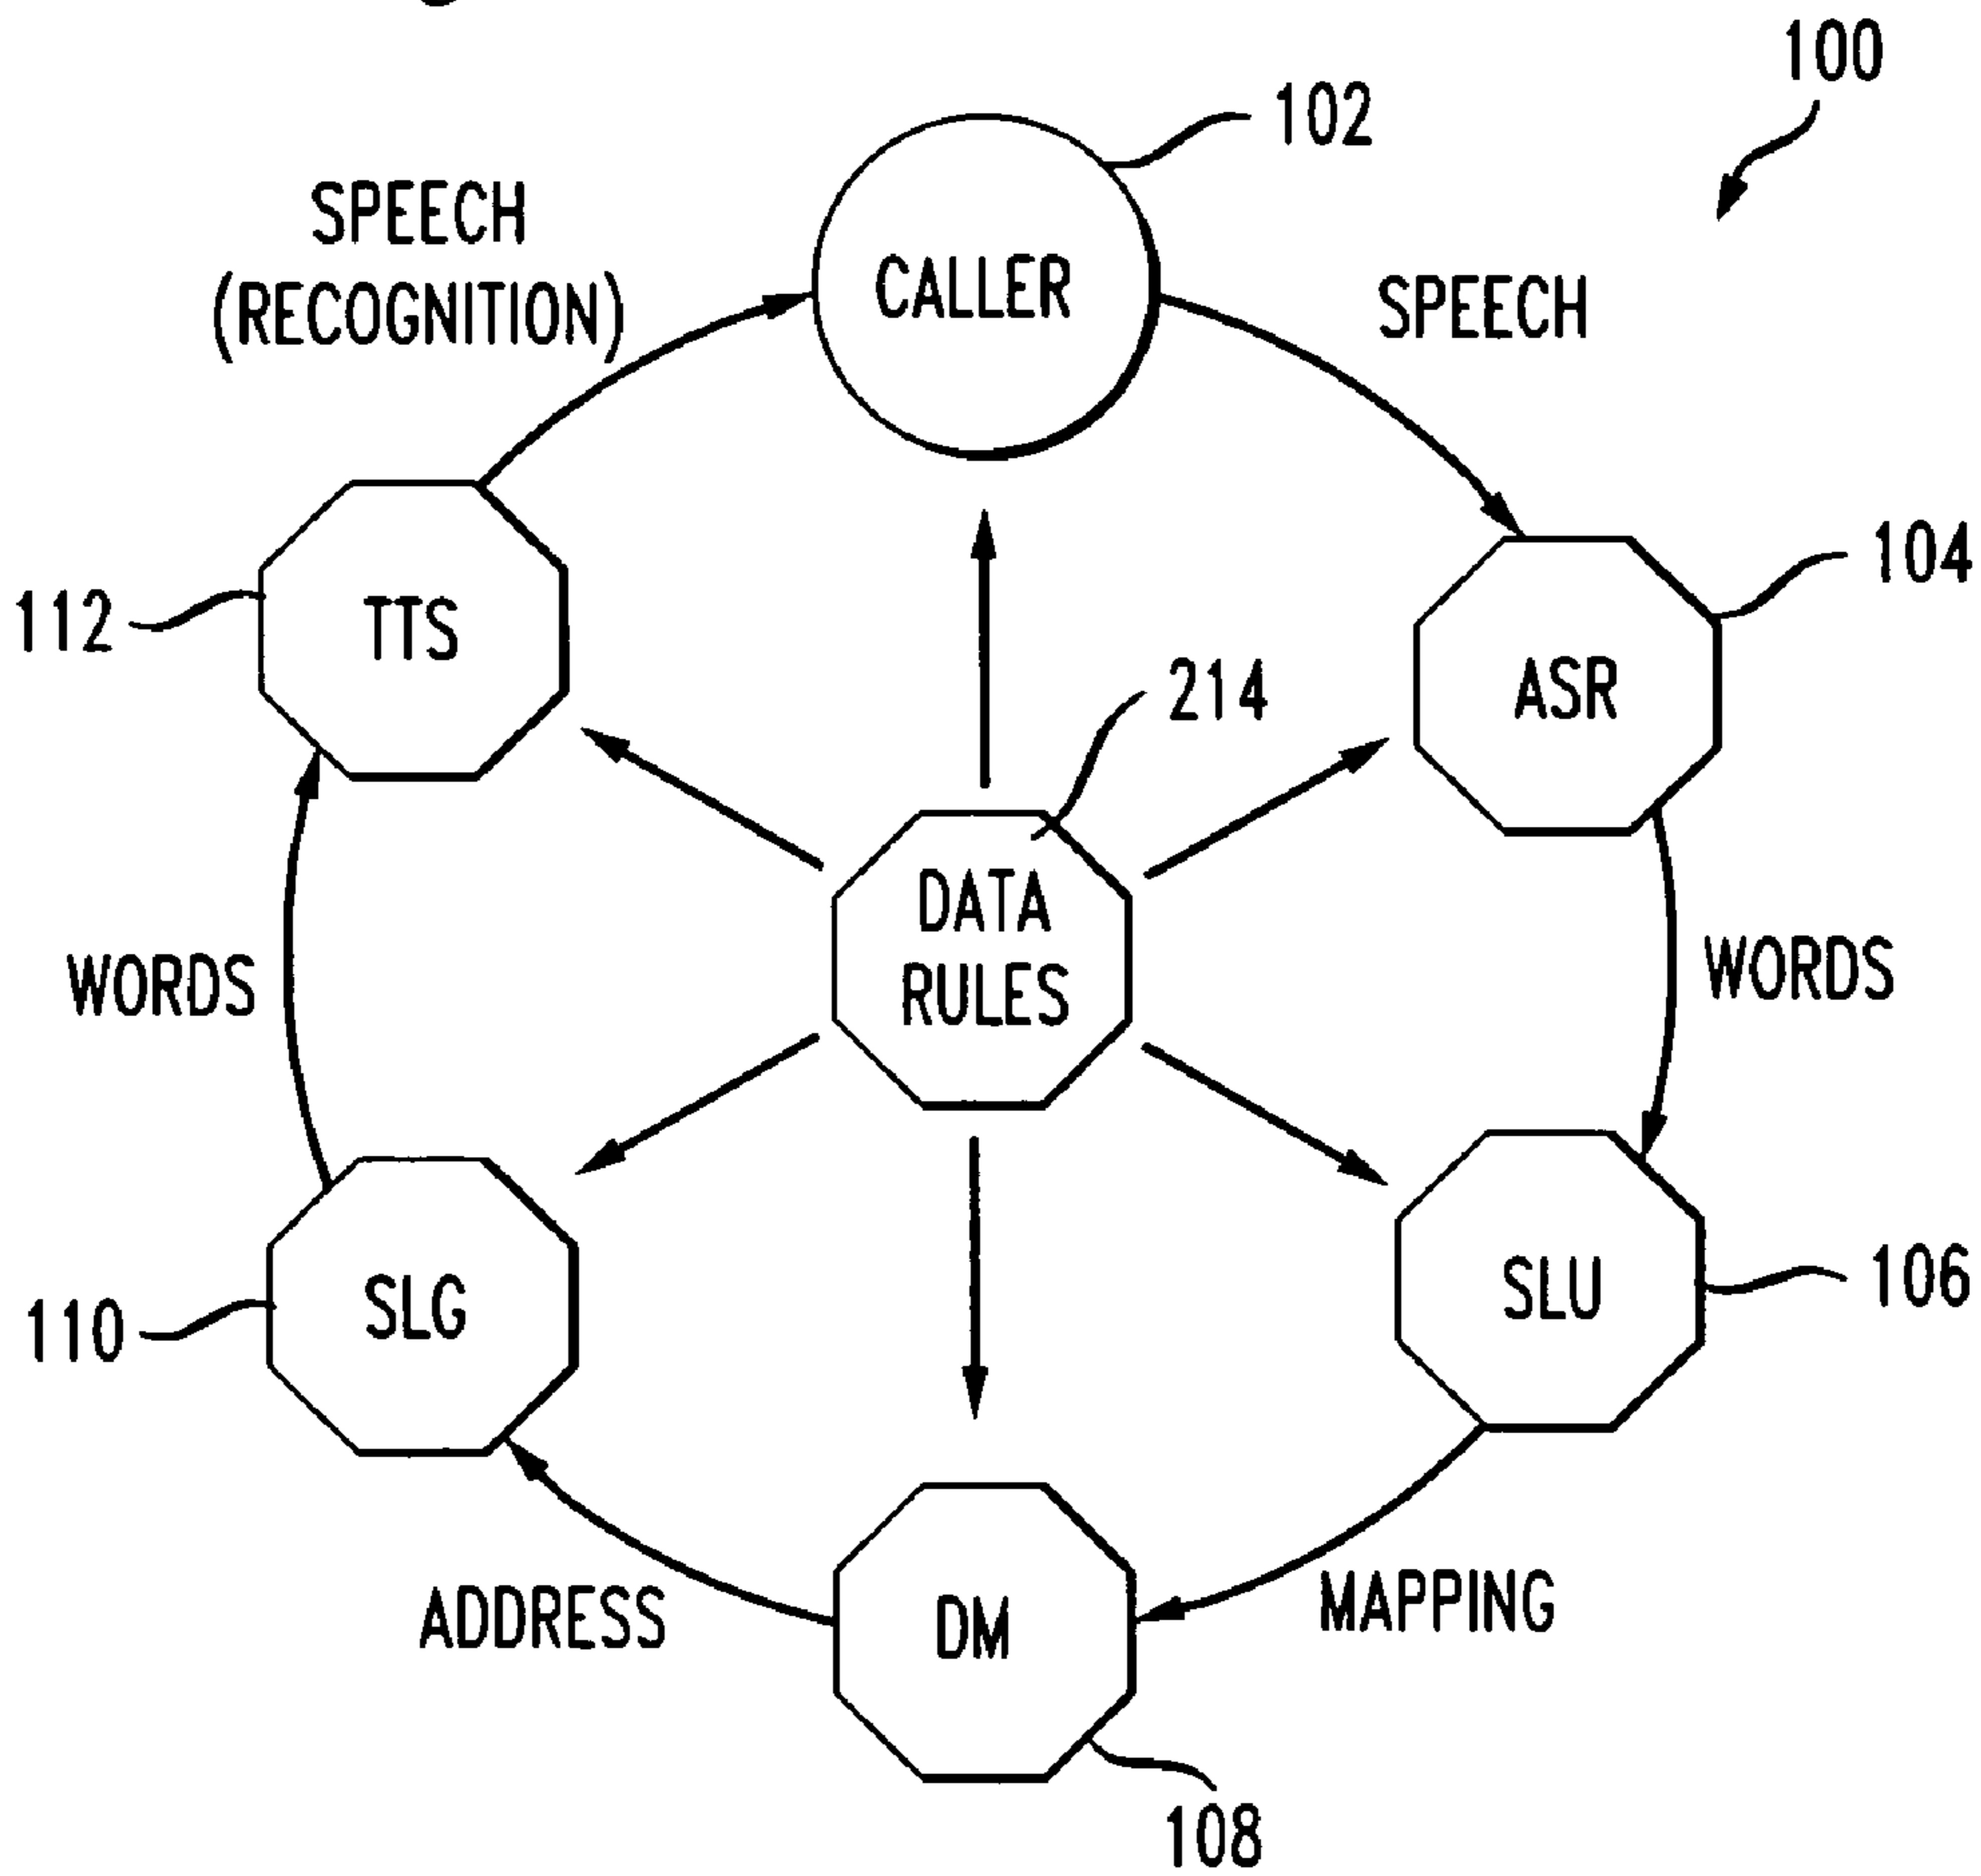 100
102
SPEECH
(RECOGNITION)
CALLER
SPEECH
104
112
TTS
ASR
214
DATA
RULES
WORDS
WORDS
110
SLG
SLU
106
ADDRESS
DM
MAPPING
108